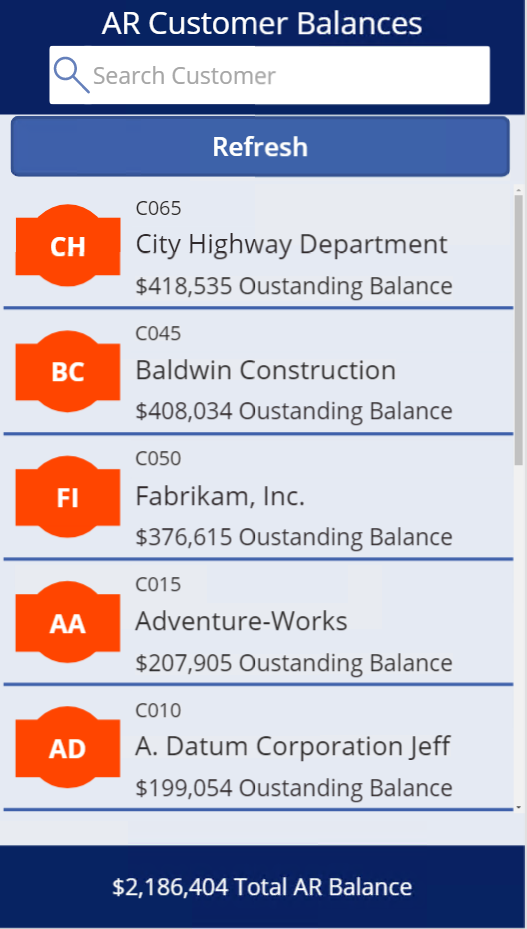 AR Customer Balances
Search Customer
Refresh
C065
CH
City Highway Department
$418,535 Oustanding Balance
C045
BC
Baldwin Construction
$408,034 Oustanding Balance
C050
FI
Fabrikam, Inc.
$376,615 Oustanding Balance
C015
AA
Adventure-Works
$207,905 Oustanding Balance
C010
AD
A. Datum Corporation Jeff
$199,054 Oustanding Balance
$2,186,404 Total AR Balance